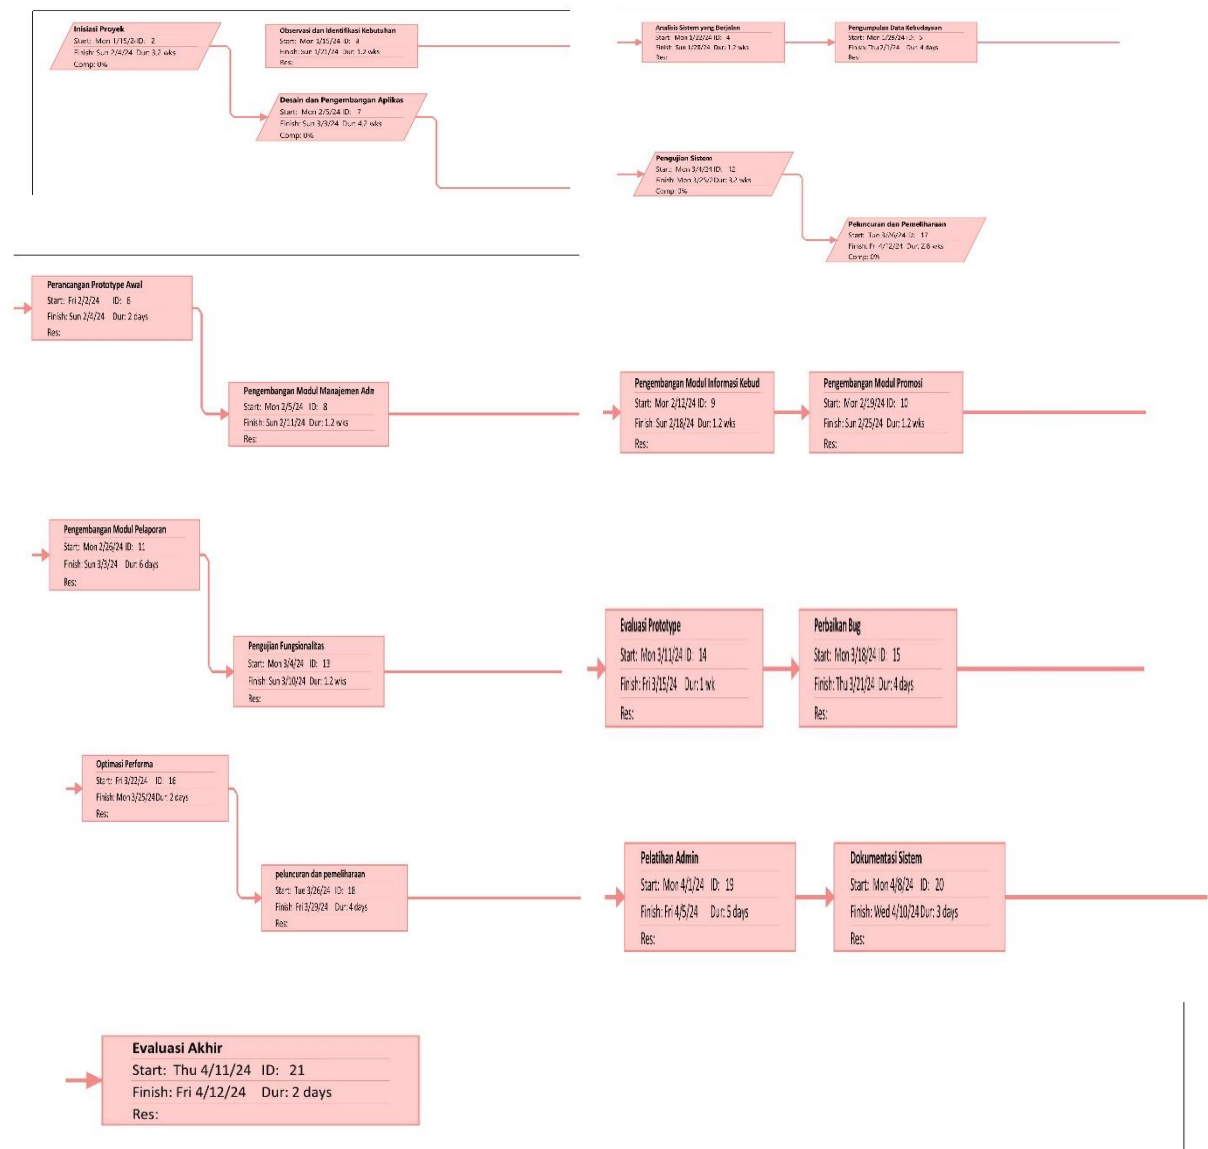 Inisiasi Proyek
Start: Mon 1/15/2 ID: 2
Finish: Sun 2/4/24 Dur: 3.2 wks
Comp: 0%
Observasi dan Identifikasi Kebutuhan
Start: Mon 1/15/24 ID: 3
Finish: Sun 1/21/24 Dur: 1.2 wks
Res:
Desain dan Pengembangan Aplikas
Start: Mon 2/5/24 ID: 7
Finish: Sun 3/3/24 Dur: 4.2 wks
Comp: 0%
Analisis Sistem yang Berjalan
Start: Mon 1/22/24 ID: 4
Finish: Sun 1/28/24 Dur: 1.2 wks
Res:
Pengumpulan Data Kebudayaan
Start: Mon 1/29/24 ID: 5
Finish: Thu 2/1/24 Dur: 4 days
Res:
Pengujian Sistem
Start: Mon 3/4/24 ID: 12
Finish: Mon 3/25/2 Dur: 3.2 wks
Comp: 0%
Peluncuran dan Pemeliharaan
Start: Tue 3/26/24 ID: 17
Finish: Fri 4/12/24 Dur: 2.8 wks
Comp: 0%
Perancangan Prototype Awal
Start: Fri 2/2/24 ID: 6
Finish: Sun 2/4/24 Dur: 2 days
Res:
Pengembangan Modul Manajemen Adm
Start: Mon 2/5/24 ID: 8
Finish: Sun 2/11/24 Dur: 1.2 wks
Res:
Pengembangan Modul Informasi Kebud
Start: Mon 2/12/24 ID: 9
Finish: Sun 2/18/24 Dur: 1.2 wks
Res:
Pengembangan Modul Promosi
Start: Mon 2/19/24 ID: 10
Finish: Sun 2/25/24 Dur: 1.2 wks
Res:
Pengembangan Modul Pelaporan
Start: Mon 2/26/24 ID: 11
Finish: Sun 3/3/24 Dur: 6 days
Res:
Pengujian Fungsionalitas
Start: Mon 3/4/24 ID: 13
Finish: Sun 3/10/24 Dur: 1.2 wks
Res:
Evaluasi Prototype
Start: Mon 3/11/24 ID: 14
Finish: Fri 3/15/24 Dur: 1 wk
Res:
Perbaikan Bug
Start: Mon 3/18/24 ID: 15
Finish: Thu 3/21/24 Dur: 4 days
Res:
Optimasi Performa
Start: Fri 3/22/24 ID: 16
Finish: Mon 3/25/24 Dur: 2 days
Res:
peluncuran dan pemeliharaan
Start: Tue 3/26/24 ID: 18
Finish: Fri 3/29/24 Dur: 4 days
Res:
Pelatihan Admin
Start: Mon 4/1/24 ID: 19
Finish: Fri 4/5/24 Dur: 5 days
Res:
Dokumentasi Sistem
Start: Mon 4/8/24 ID: 20
Finish: Wed 4/10/24 Dur: 3 days
Res:
Evaluasi Akhir
Start: Thu 4/11/24 ID: 21
Finish: Fri 4/12/24 Dur: 2 days
Res: